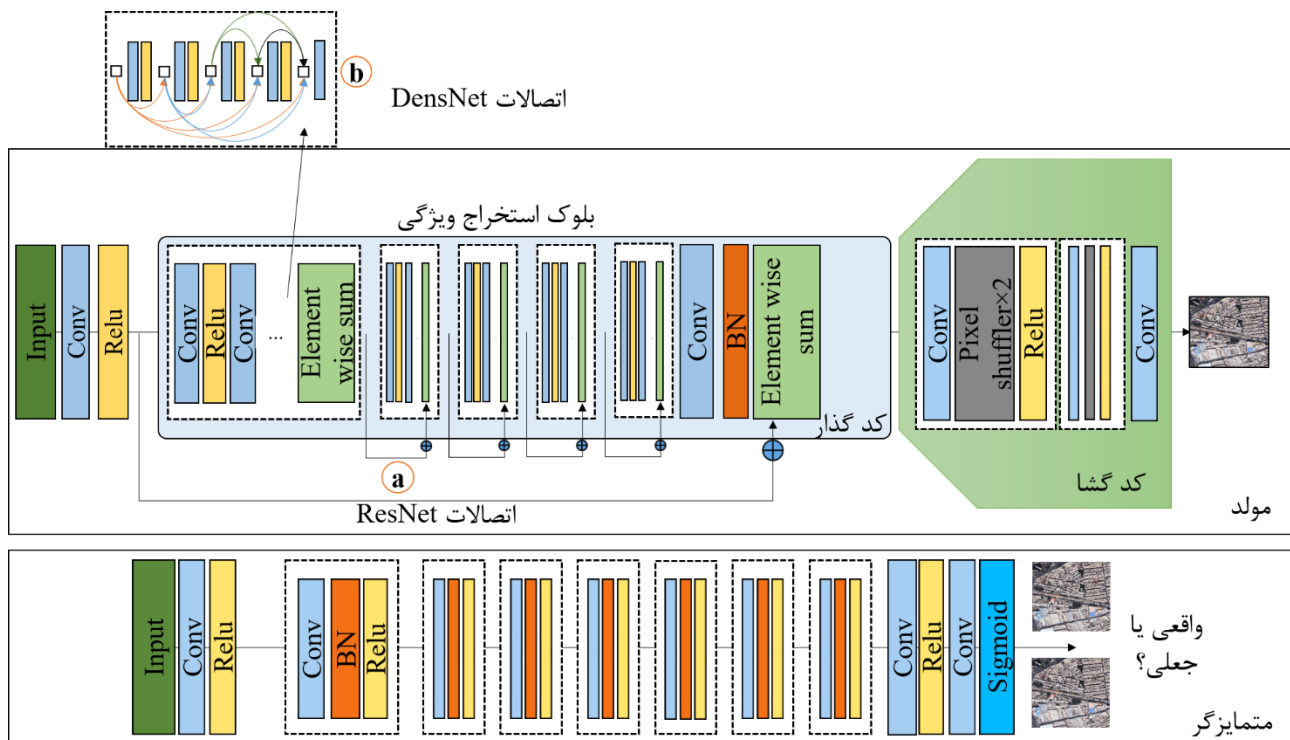 b
اتصالات DensNet
بلوک استخراج ویژگی
Input
Conv
Relu
Conv
Relu
Conv
...
Element
wise sum
Conv
BN
Element wise
sum
کد گذار
Conv
Pixel
shuffler×2
Relu
Conv
کد گشا
a
اتصالات ResNet
مولد
Input
Conv
Relu
Conv
BN
Relu
Conv
Relu
Conv
Sigmoid
واقعی یا
جعلی؟
متمایزگر